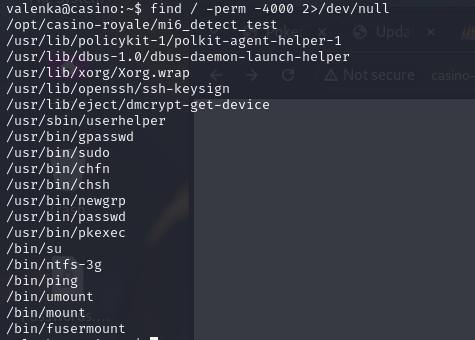 valenka@casino:~$ find / -perm -4000 2>/dev/null
/opt/casino-royale/mi6_detect_test
/usr/lib/policykit-1/polkit-agent-helper-1
/usr/lib/dbus-1.0/dbus-daemon-launch-helper
/usr/lib/xorg/Xorg.wrap
/usr/lib/openssh/ssh-keysign
/usr/lib/eject/dmcrypt-get-device
/usr/sbin/userhelper
/usr/bin/gpasswd
/usr/bin/sudo
/usr/bin/chfn
/usr/bin/chsh
/usr/bin/newgrp
/usr/bin/passwd
/usr/bin/pkexec
/bin/su
/bin/ntfs-3g
/bin/ping
/bin/umount
/bin/mount
/bin/fusermount
Not secure
casino-